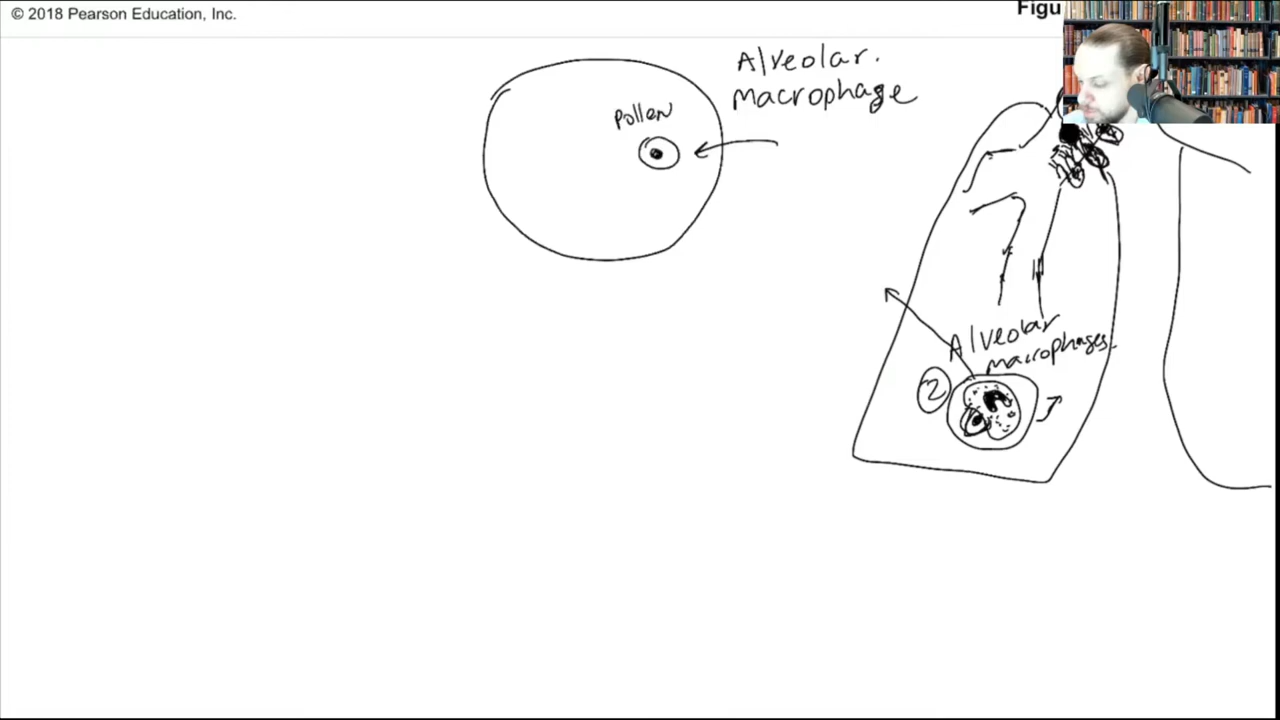 © 2018 Pearson Education, Inc.
Figu
Alveolar.
macrophage
Pollen
Alveolar
macrophages.
2